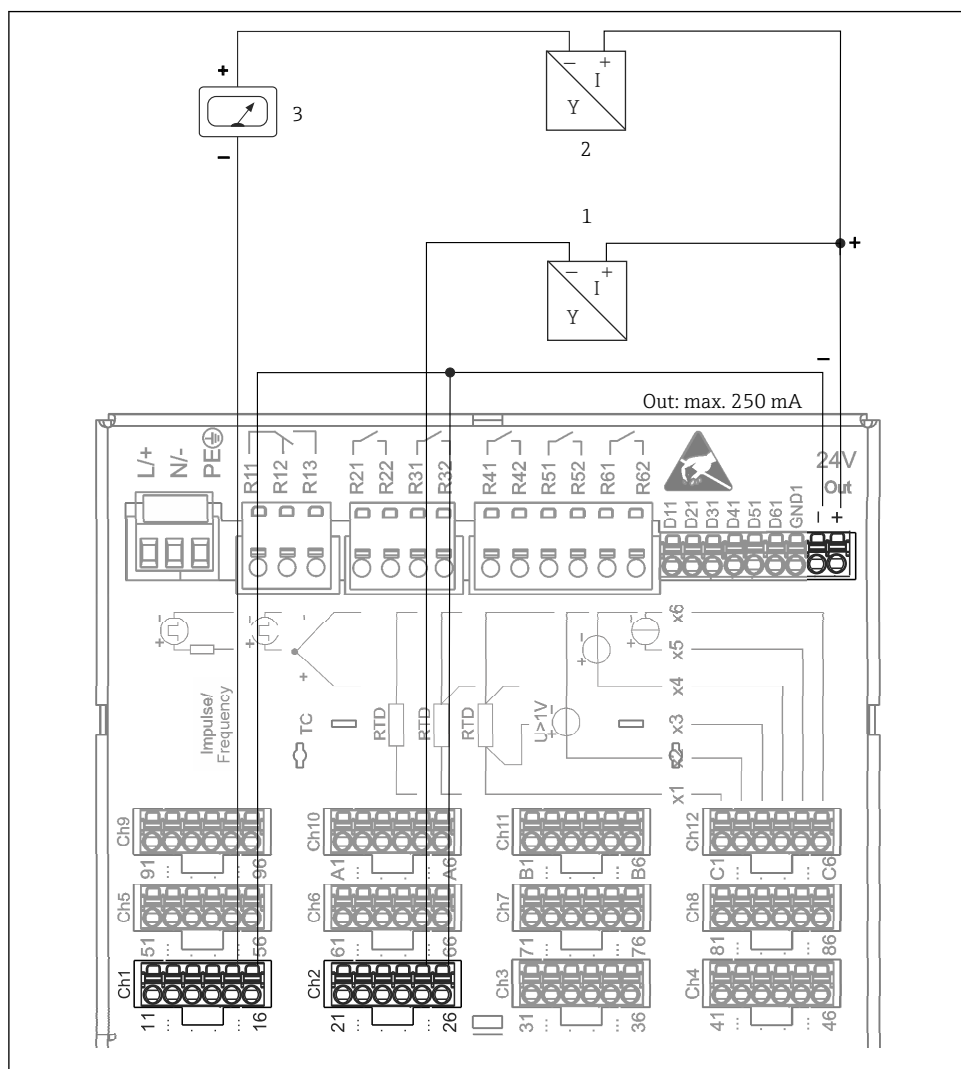 +
− +
I
Y
2
3
−
1
− +
I
Y
+
−
Out: max. 250 mA
L/+
N/-
PE
R11
R12
R13
R21
R22
R31
R32
R41
R42
R51
R52
R61
R62
24V
Out
D11
D21
D31
D41
D51
D61
GND1
−
+
x6
x5
x4
x3
x2
x1
Impulse/
Frequency
TC
RTD
RTD
RTD
U>1V
Ch9
91 ... . . ... 96
Ch10
A1 ... . . ... A6
Ch11
B1 ... . . ... B6
Ch12
C1 ... . . ... C6
Ch5
51 ... . . ... 56
Ch6
61 ... . . ... 66
Ch7
71 ... . . ... 76
Ch8
81 ... . . ... 86
Ch1
11 ... . . ... 16
Ch2
21 ... . . ... 26
Ch3
31 ... . . ... 36
Ch4
41 ... . . ... 46